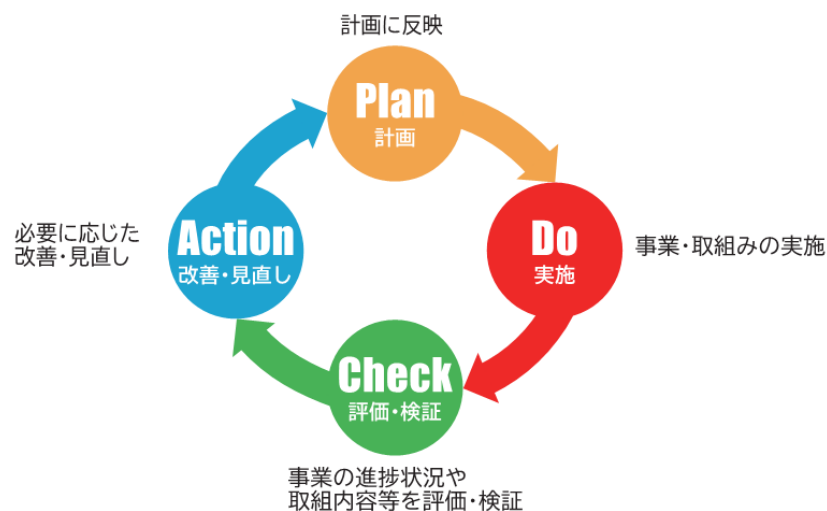 計画に反映
Plan
計画
Do
実施
事業・取組みの実施
Check
評価・検証
事業の進捗状況や
取組内容等を評価・検証
Action
改善・見直し
必要に応じた
改善・見直し